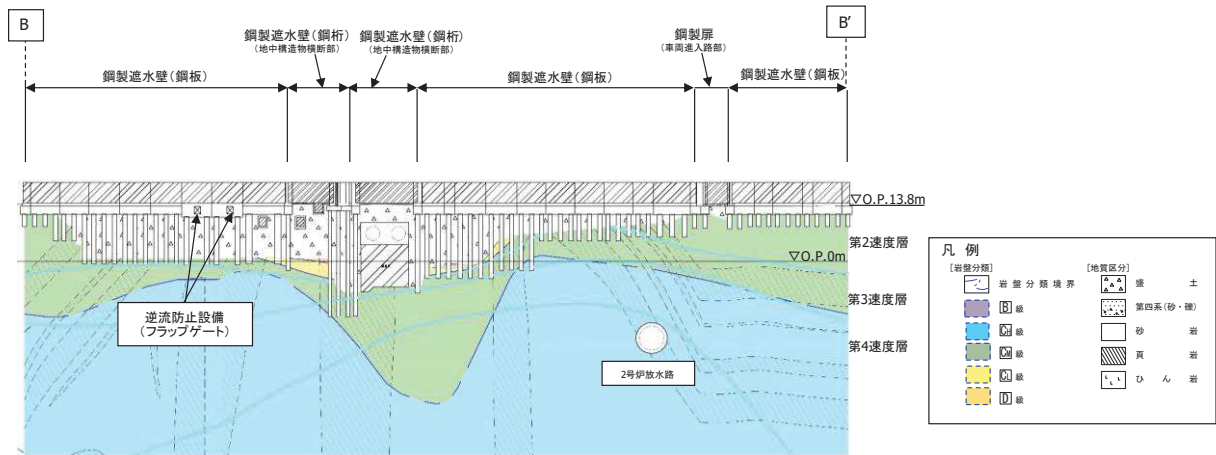 B
B'
鋼製遮水壁(鋼桁)
(地中構造物横断部)
鋼製遮水壁(鋼桁)
(地中構造物横断部)
鋼製扉
(車両進入路部)
鋼製遮水壁(鋼板)
鋼製遮水壁(鋼板)
鋼製遮水壁(鋼板)
▽O.P.13.8m
第2速度層
▽O.P.0m
第3速度層
第4速度層
逆流防止設備
(フラップゲート)
2号炉放水路
凡 例
[岩盤分類]
岩盤分類境界
B 級
CH 級
CM 級
CL 級
D 級
[地質区分]
盛 土
第四系(砂・礫)
砂 岩
頁 岩
ひ ん 岩